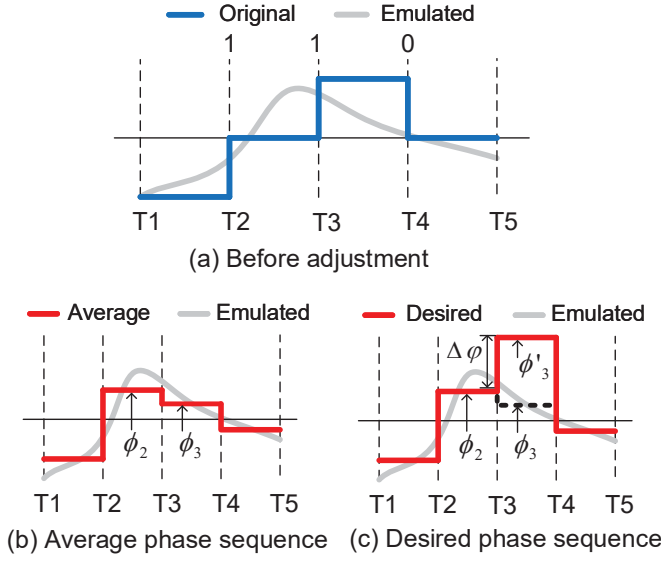 Original Emulated
1 1 0
T1 T2 T3 T4 T5
(a) Before adjustment
Average Emulated
ϕ2 ϕ3
T1 T2 T3 T4 T5
(b) Average phase sequence
Desired Emulated
Δφ ϕ'3
ϕ2 ϕ3
T1 T2 T3 T4 T5
(c) Desired phase sequence